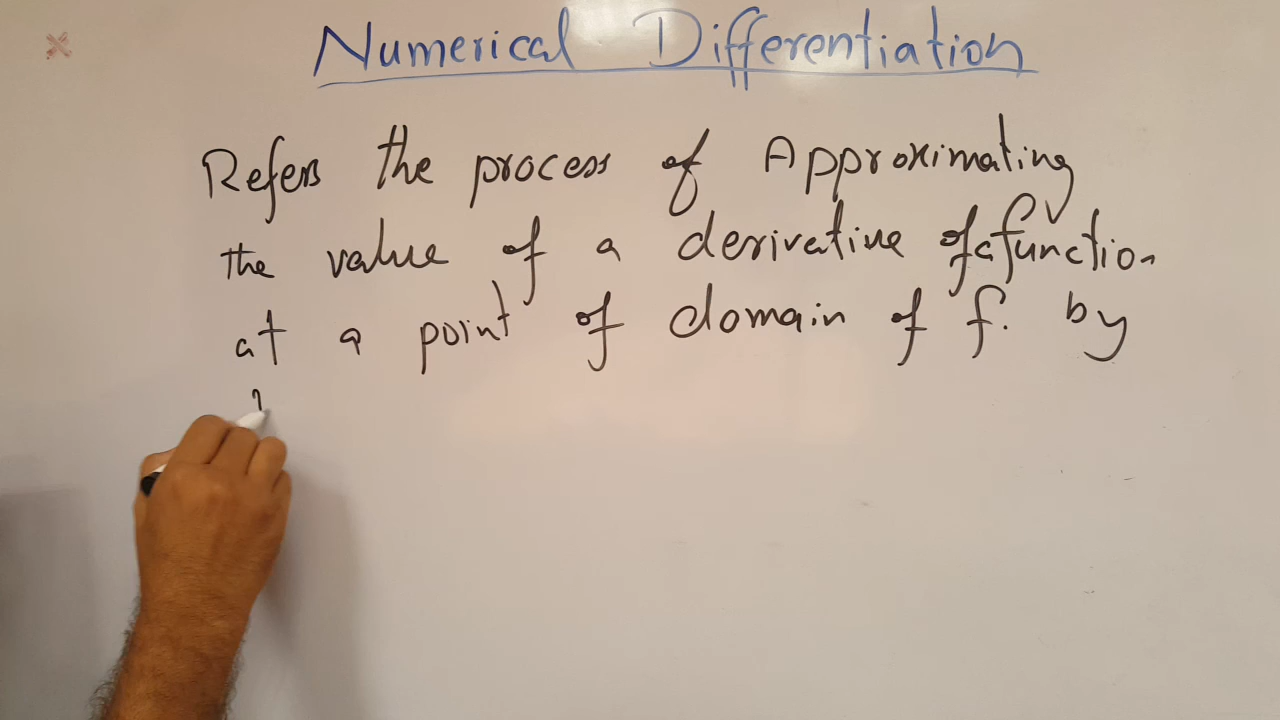 Numerical Differentiation
Refers the process of Approximating
the value of a derivative of a function
at a point of domain of f. by